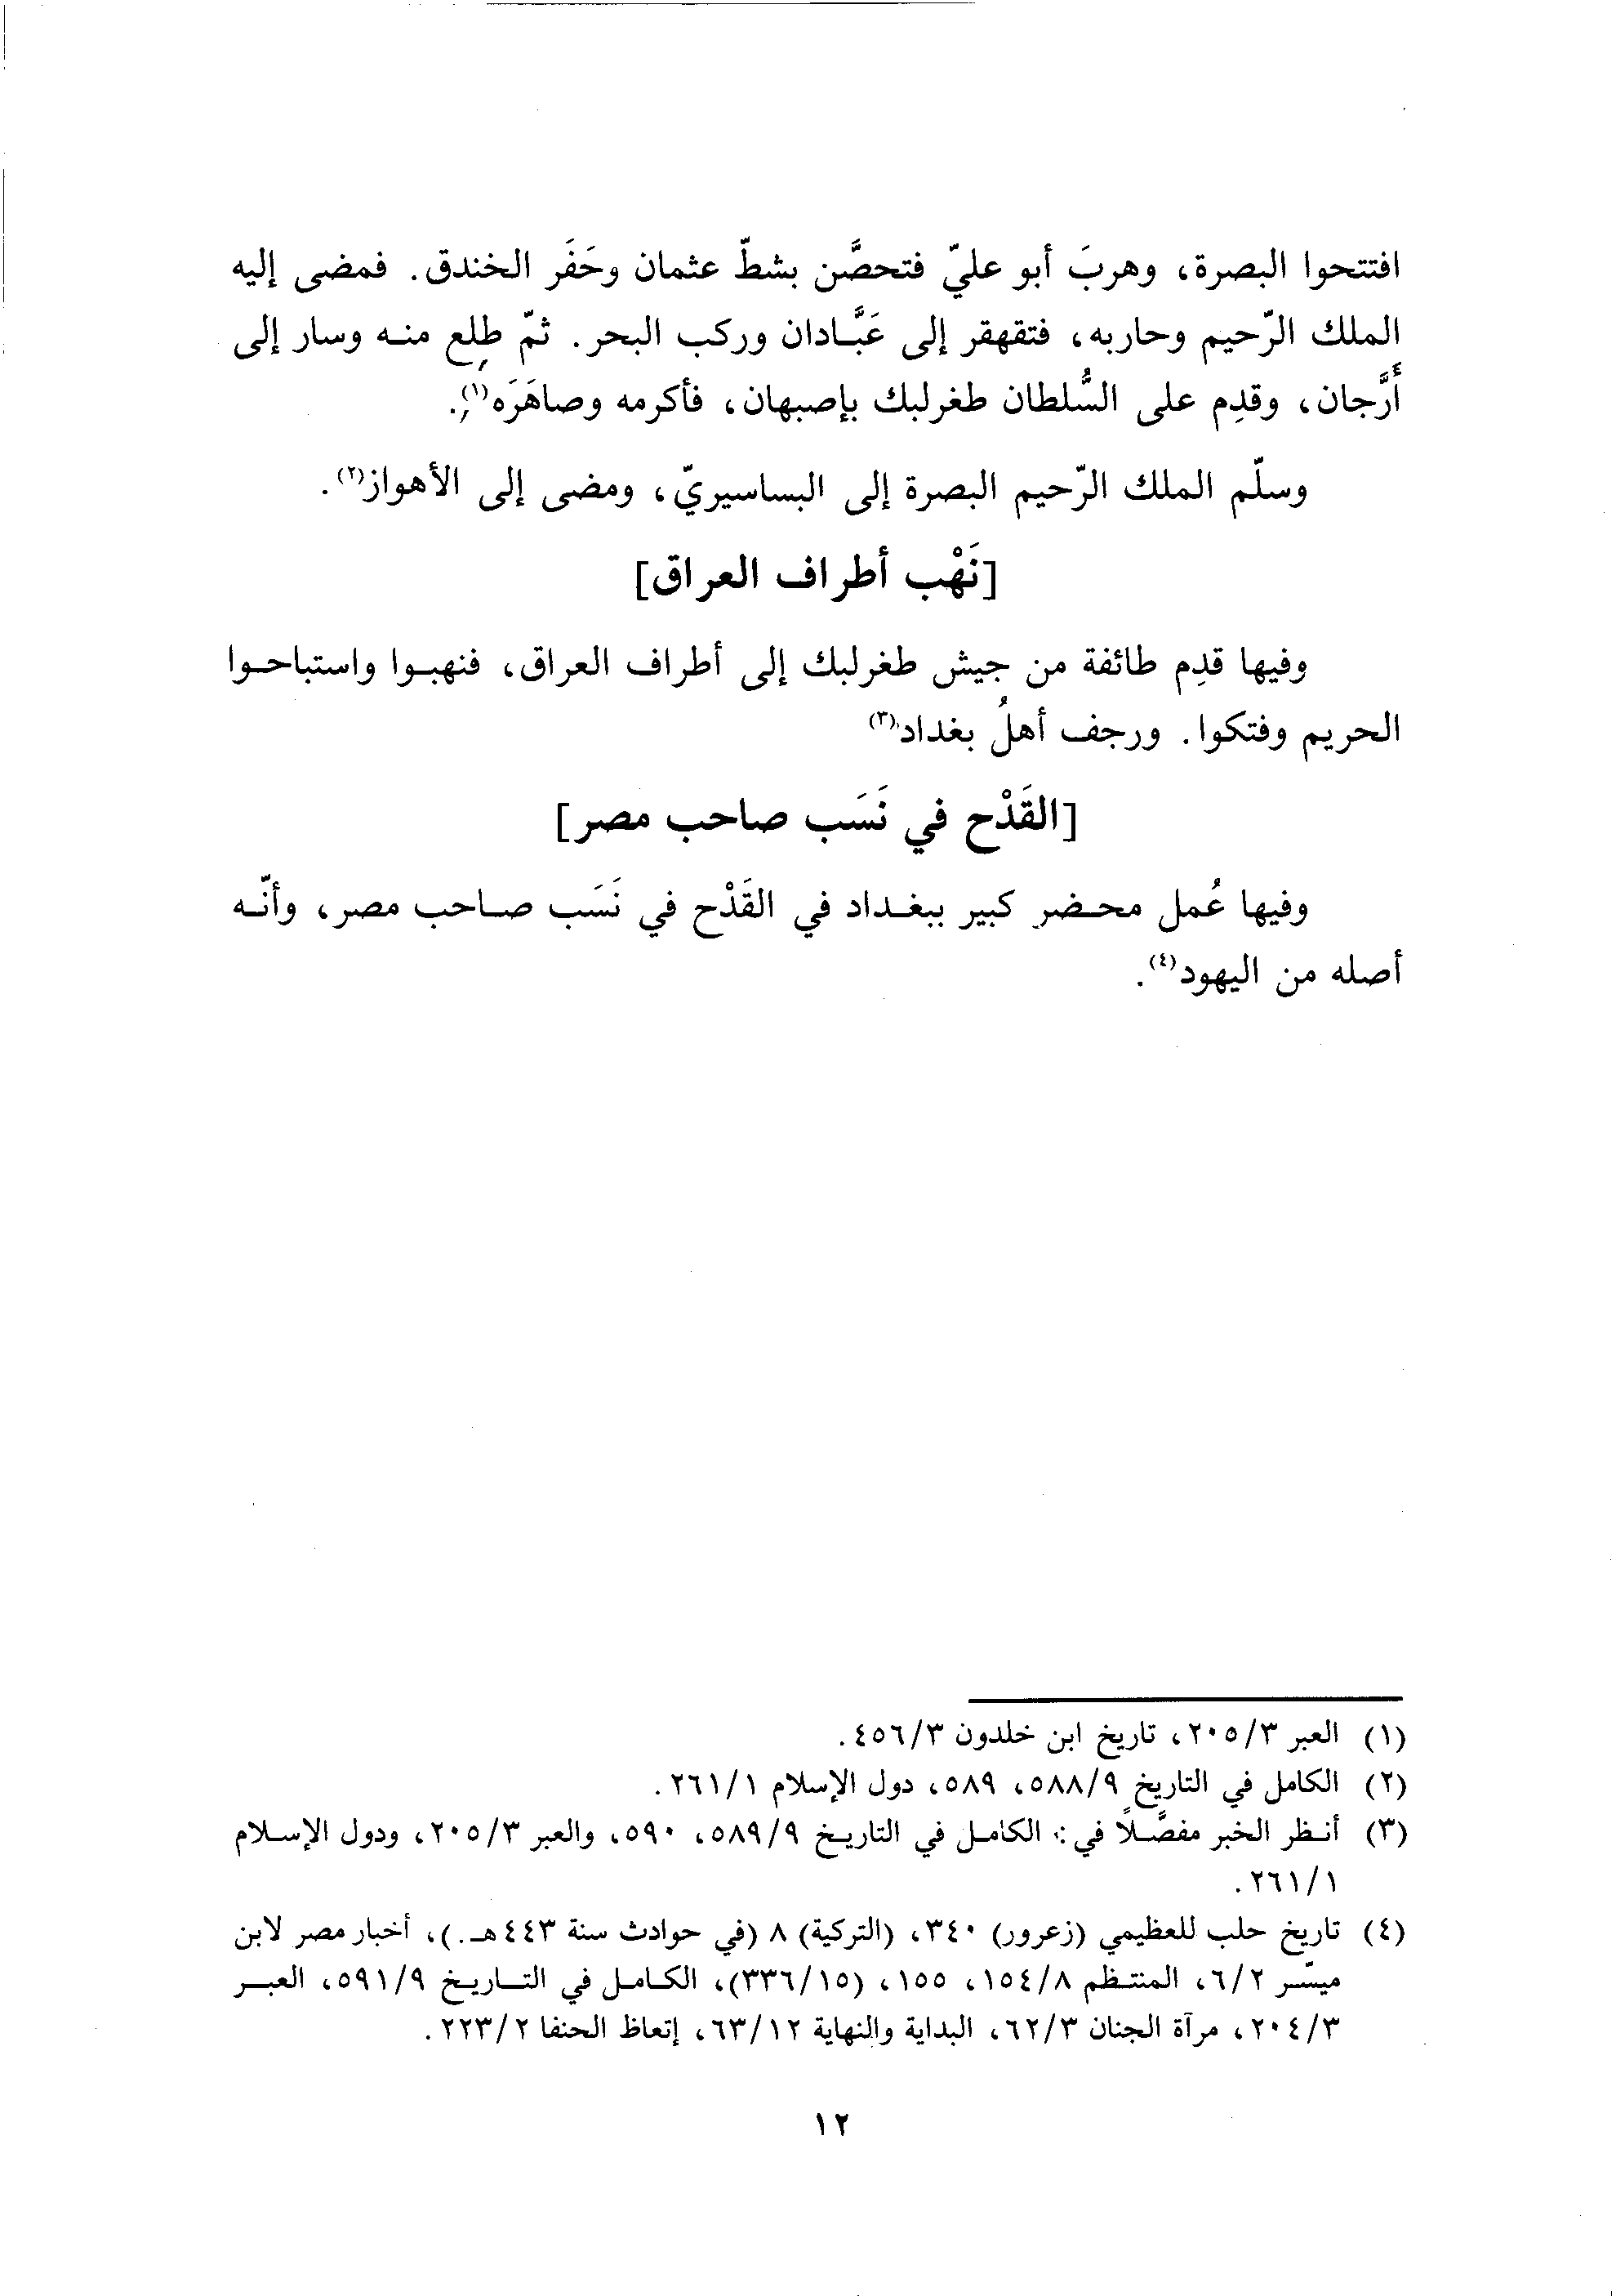 افتتحوا البصرة، وهربَ أبو عليّ فتحصَّن بشطّ عثمان وحَفَر الخندق. فمضى إليه
الملك الرّحيم وحاربه، فتقهقر إلى عَبَّادان وركب البحر. ثمّ طلع منه وسار إلى
أَرَّجان، وقدِم على السُّلطان طغرلبك بإصبهان، فأكرمه وصاهَرَه(١).
وسلّم الملك الرّحيم البصرة إلى البساسيريّ، ومضى إلى الأهواز(٢).
[نَهْب أطراف العراق]
وفيها قدِم طائفة من جيش طغرلبك إلى أطراف العراق، فنهبوا واستباحوا
الحريم وفتكوا. ورجف أهلُ بغداد(٣)
[القَدْح في نَسَب صاحب مصر]
وفيها عُمل محضر كبير ببغداد في القَدْح في نَسَب صاحب مصر، وأنّه
أصله من اليهود(٤).
(١) العبر ٢٠٥/٣، تاريخ ابن خلدون ٤٥٦/٣.
(٢) الكامل في التاريخ ٥٨٨/٩، ٥٨٩، دول الإسلام ٢٦١/١.
(٣) أنظر الخبر مفصَّلاً في: الكامل في التاريخ ٥٨٩/٩، ٥٩٠، والعبر ٢٠٥/٣، ودول الإسلام
٢٦١/١.
(٤) تاريخ حلب للعظيمي (زعرور) ٣٤٠، (التركية) ٨ (في حوادث سنة ٤٤٣هـ.)، أخبار مصر لابن
ميسّر ٦/٢، المنتظم ١٥٤/٨، ١٥٥، (٣٣٦/١٥)، الكامل في التاريخ ٥٩١/٩، العبر
٢٠٤/٣، مرآة الجنان ٦٢/٣، البداية والنهاية ٦٣/١٢، إتعاظ الحنفا ٢٢٣/٢.
١٢